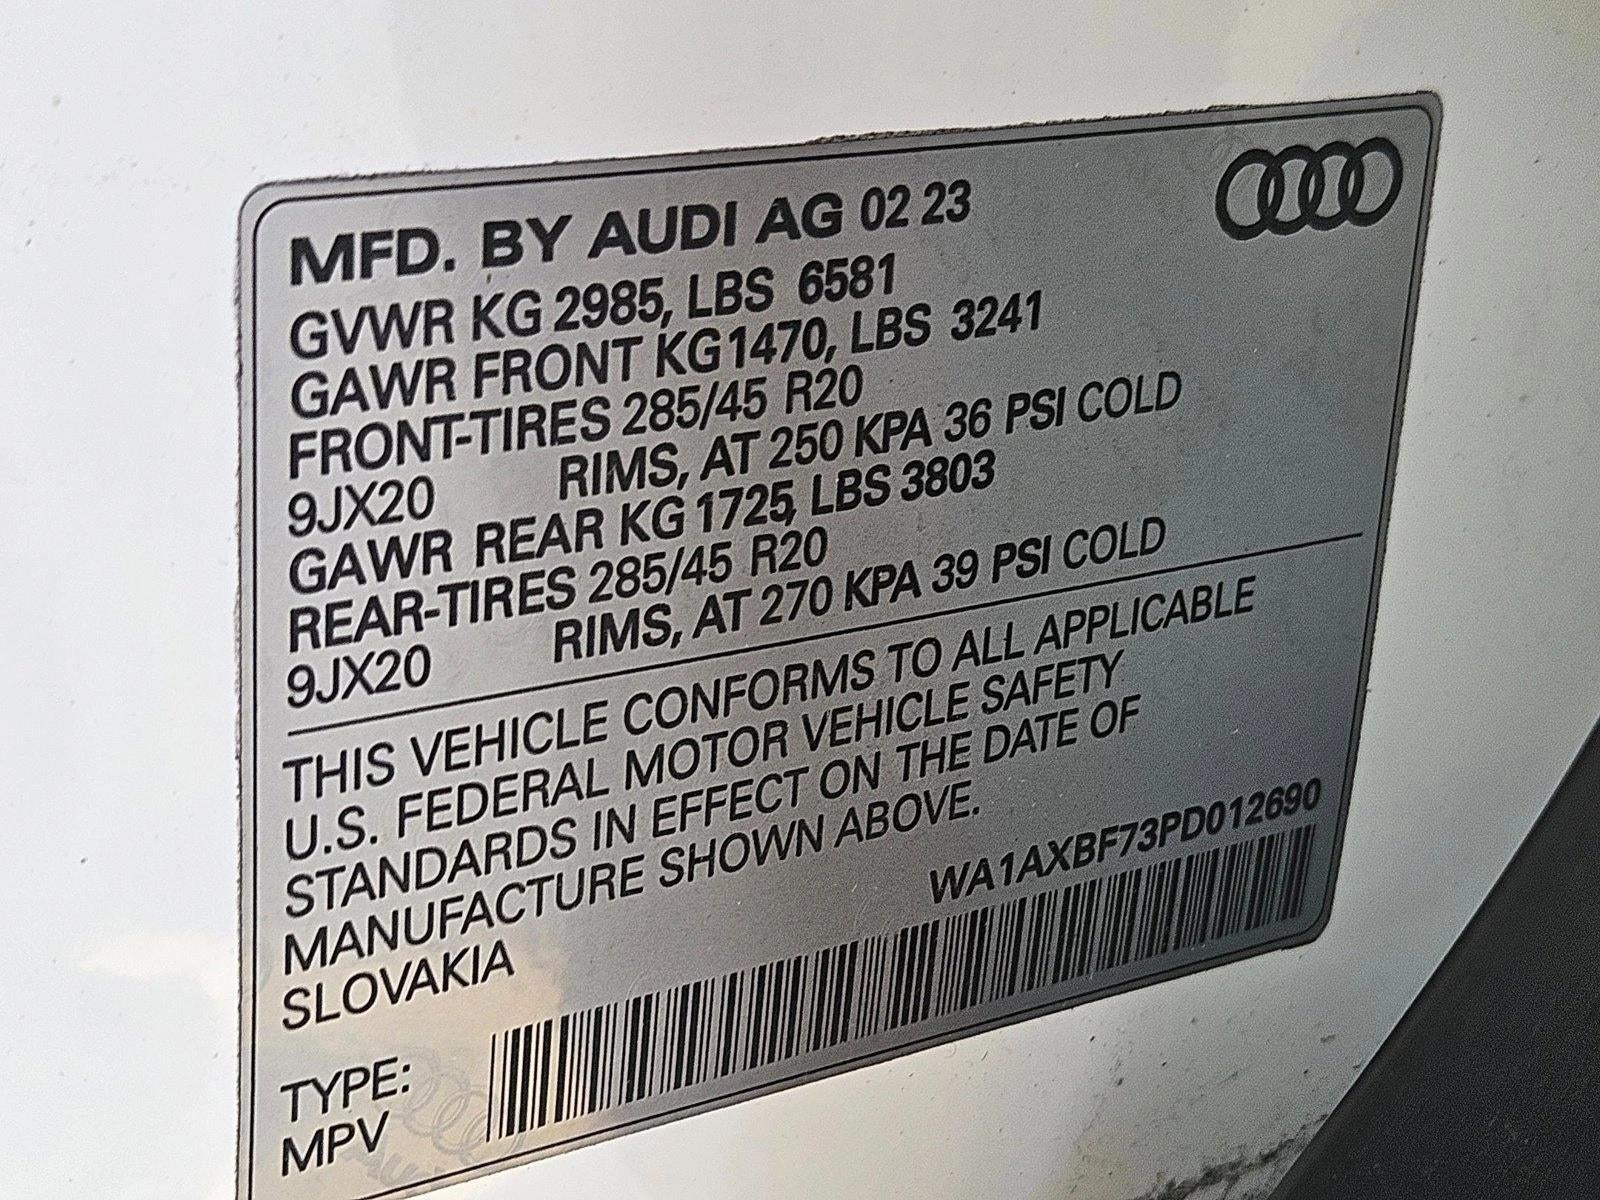 MFD. BY AUDI AG 02 23
GVWR KG 2985, LBS 6581
GAWR FRONT KG 1470, LBS 3241
FRONT-TIRES 285/45 R20
9JX20 RIMS, AT 250 KPA 36 PSI COLD
GAWR REAR KG 1725, LBS 3803
REAR-TIRES 285/45 R20
9JX20 RIMS, AT 270 KPA 39 PSI COLD
THIS VEHICLE CONFORMS TO ALL APPLICABLE
U.S. FEDERAL MOTOR VEHICLE SAFETY
STANDARDS IN EFFECT ON THE DATE OF
MANUFACTURE SHOWN ABOVE.
SLOVAKIA
WA1AXBF73PD012690
TYPE:
MPV
Audi